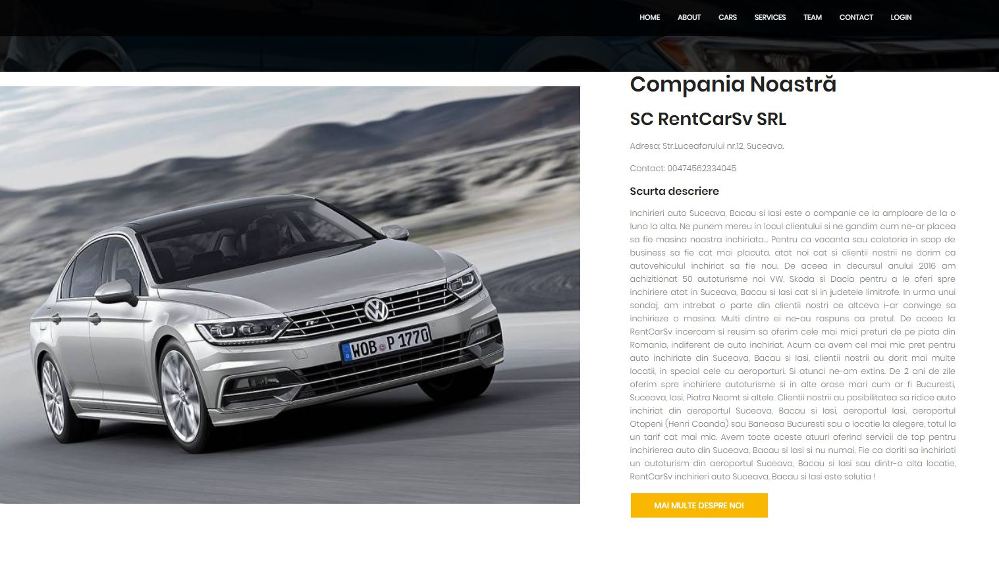 HOME ABOUT CARS SERVICES TEAM CONTACT LOGIN
Compania Noastră
SC RentCarSv SRL
Adresa: Str.Luceafarului nr.12, Suceava.
Contact: 00474562334045
Scurta descriere
Inchirieri auto Suceava, Bacau si Iasi este o companie ce ia amploare de la o
luna la alta. Ne punem mereu in locul clientului si ne gandim cum ne-ar placea
sa fie masina noastra inchiriata... Pentru ca vacanta sau calatoria in scop de
business sa fie cat mai placuta, atat noi cat si clientii nostrii ne dorim ca
autovehiculul inchiriat sa fie nou. De aceea in decursul anului 2016 am
achizitionat 50 autoturisme noi VW, Skoda si Dacia pentru a le oferi spre
inchiriere atat in Suceava, Bacau si Iasi cat si in judetele limitrofe. In urma unui
sondaj, am intrebat o parte din clientii nostri ce altceva i-ar convinge sa
inchirieze o masina. Multi dintre ei ne-au raspuns ca pretul. De aceea la
RentCarSv incercam si reusim sa oferim cele mai mici preturi de pe piata din
Romania, indiferent de auto inchiriat. Acum ca avem cel mai mic pret pentru
auto inchiriate din Suceava, Bacau si Iasi, clientii nostrii au dorit mai multe
locatii, in special cele cu aeroporturi. Si atunci ne-am extins. De 2 ani de zile
oferim spre inchiriere autoturisme si in alte orase mari cum ar fi Bucuresti,
Suceava, Iasi, Piatra Neamt si altele. Clientii nostrii au posibilitatea sa ridice auto
inchiriat din aeroportul Suceava, Bacau si Iasi, aeroportul Iasi, aeroportul
Otopeni (Henri Coanda) sau Baneasa Bucuresti sau o locatie la alegere, totul la
un tarif cat mai mic. Avem toate aceste atuuri oferind servicii de top pentru
inchirierea auto din Suceava, Bacau si Iasi si nu numai. Fie ca doriti sa inchiriati
un autoturism din aeroportul Suceava, Bacau si Iasi sau dintr-o alta locatie,
RentCarSv inchirieri auto Suceava, Bacau si Iasi este solutia !
MAI MULTE DESPRE NOI
WOB P 1770